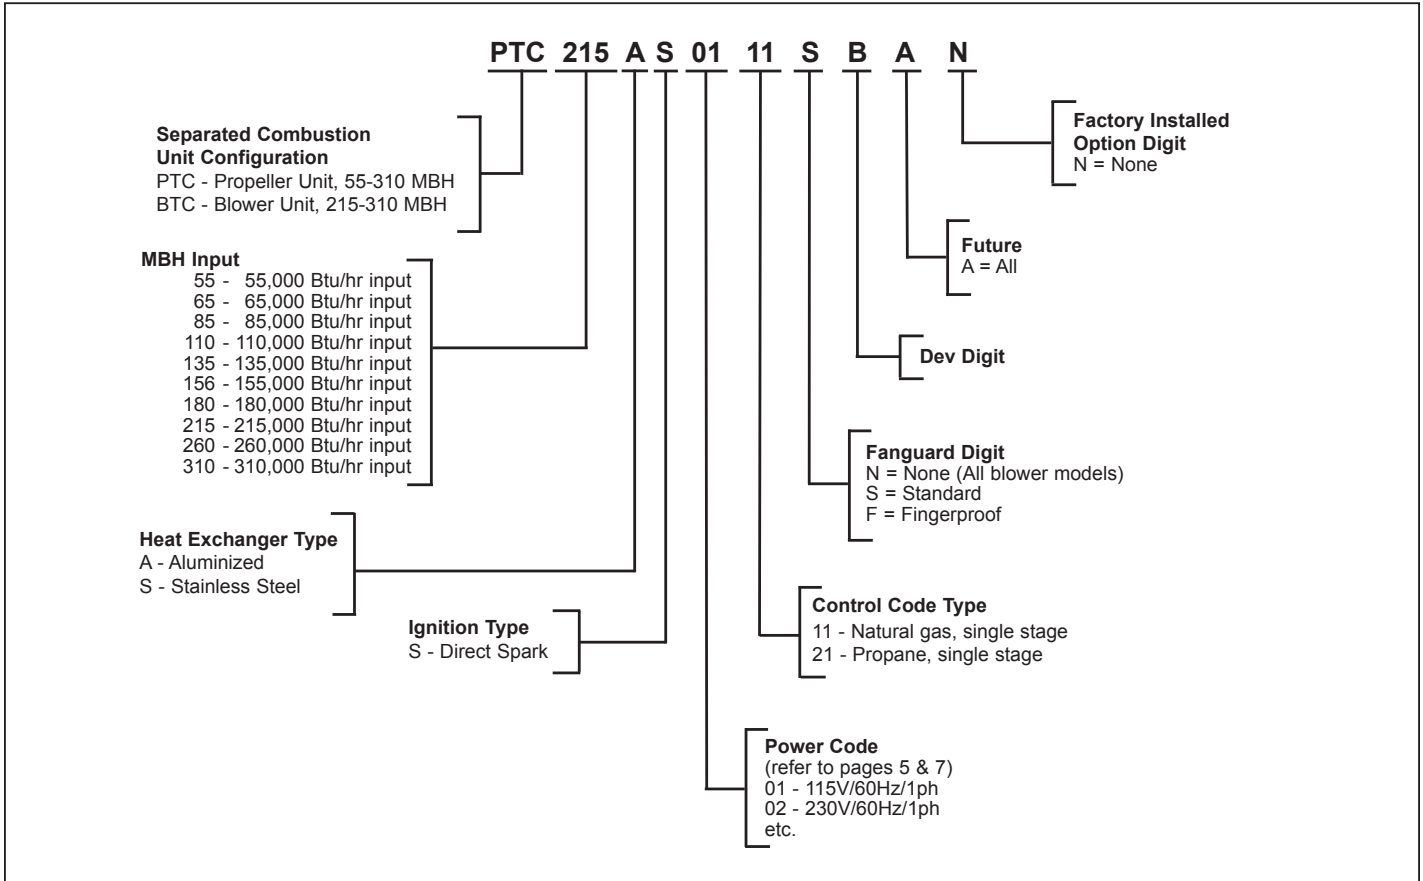 PTC 215 A S 01 11 S B A N
Separated Combustion
Unit Configuration
PTC - Propeller Unit, 55-310 MBH
BTC - Blower Unit, 215-310 MBH
MBH Input
55 - 55,000 Btu/hr input
65 - 65,000 Btu/hr input
85 - 85,000 Btu/hr input
110 - 110,000 Btu/hr input
135 - 135,000 Btu/hr input
156 - 155,000 Btu/hr input
180 - 180,000 Btu/hr input
215 - 215,000 Btu/hr input
260 - 260,000 Btu/hr input
310 - 310,000 Btu/hr input
Heat Exchanger Type
A - Aluminized
S - Stainless Steel
Ignition Type
S - Direct Spark
Factory Installed
Option Digit
N = None
Future
A = All
Dev Digit
Fanguard Digit
N = None (All blower models)
S = Standard
F = Fingerproof
Control Code Type
11 - Natural gas, single stage
21 - Propane, single stage
Power Code
(refer to pages 5 & 7)
01 - 115V/60Hz/1ph
02 - 230V/60Hz/1ph
etc.